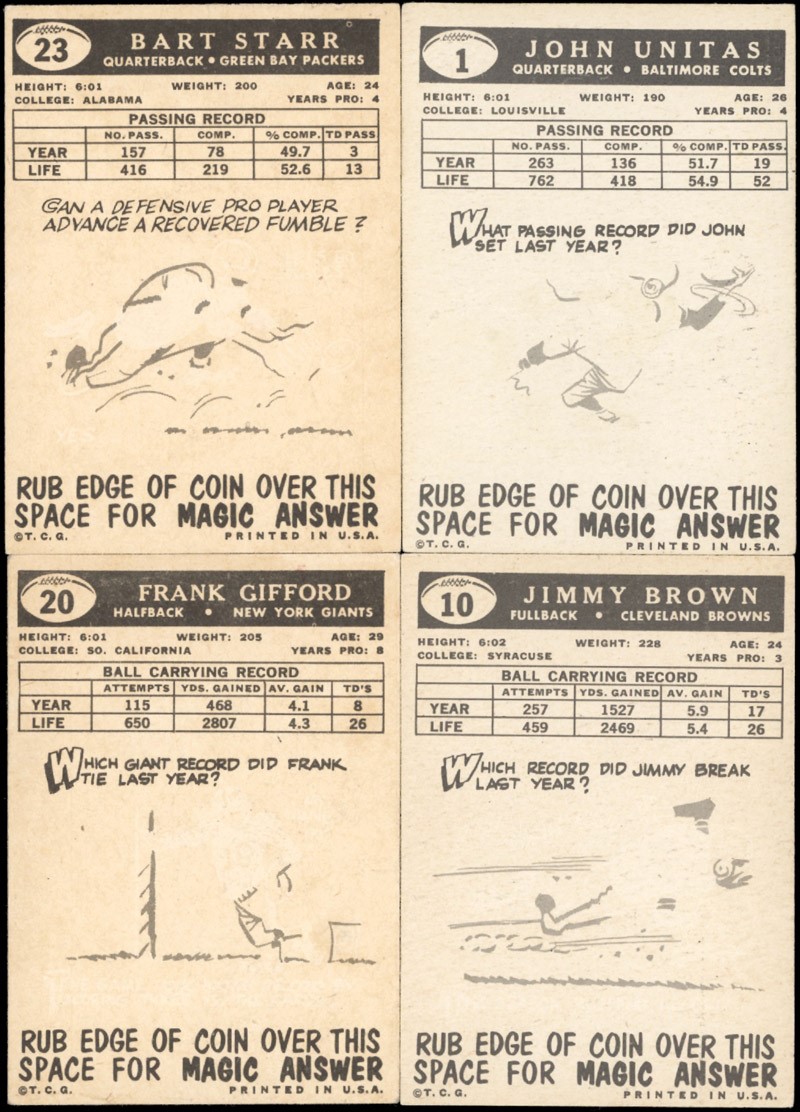 23
BART STARR
QUARTERBACK • GREEN BAY PACKERS
HEIGHT: 6:01 WEIGHT: 200 AGE: 24
COLLEGE: ALABAMA YEARS PRO: 4
PASSING RECORD
NO. PASS. COMP. % COMP. TD PASS
YEAR 157 78 49.7 3
LIFE 416 219 52.6 13
CAN A DEFENSIVE PRO PLAYER
ADVANCE A RECOVERED FUMBLE?
RUB EDGE OF COIN OVER THIS
SPACE FOR MAGIC ANSWER
©T.C.G. PRINTED IN U.S.A.
1
JOHN UNITAS
QUARTERBACK • BALTIMORE COLTS
HEIGHT: 6:01 WEIGHT: 190 AGE: 26
COLLEGE: LOUISVILLE YEARS PRO: 4
PASSING RECORD
NO. PASS. COMP. % COMP. TD PASS.
YEAR 263 136 51.7 19
LIFE 762 418 54.9 52
WHAT PASSING RECORD DID JOHN
SET LAST YEAR?
RUB EDGE OF COIN OVER THIS
SPACE FOR MAGIC ANSWER
©T.C.G. PRINTED IN U.S.A.
20
FRANK GIFFORD
HALFBACK • NEW YORK GIANTS
HEIGHT: 6:01 WEIGHT: 205 AGE: 29
COLLEGE: SO. CALIFORNIA YEARS PRO: 8
BALL CARRYING RECORD
ATTEMPTS YDS. GAINED AV. GAIN TD'S
YEAR 115 468 4.1 8
LIFE 650 2807 4.3 26
WHICH GIANT RECORD DID FRANK
TIE LAST YEAR?
RUB EDGE OF COIN OVER THIS
SPACE FOR MAGIC ANSWER
©T.C.G. PRINTED IN U.S.A.
10
JIMMY BROWN
FULLBACK • CLEVELAND BROWNS
HEIGHT: 6:02 WEIGHT: 228 AGE: 24
COLLEGE: SYRACUSE YEARS PRO: 3
BALL CARRYING RECORD
ATTEMPTS YDS. GAINED AV. GAIN TD'S
YEAR 257 1527 5.9 17
LIFE 459 2469 5.4 26
WHICH RECORD DID JIMMY BREAK
LAST YEAR?
RUB EDGE OF COIN OVER THIS
SPACE FOR MAGIC ANSWER
©T.C.G. PRINTED IN U.S.A.